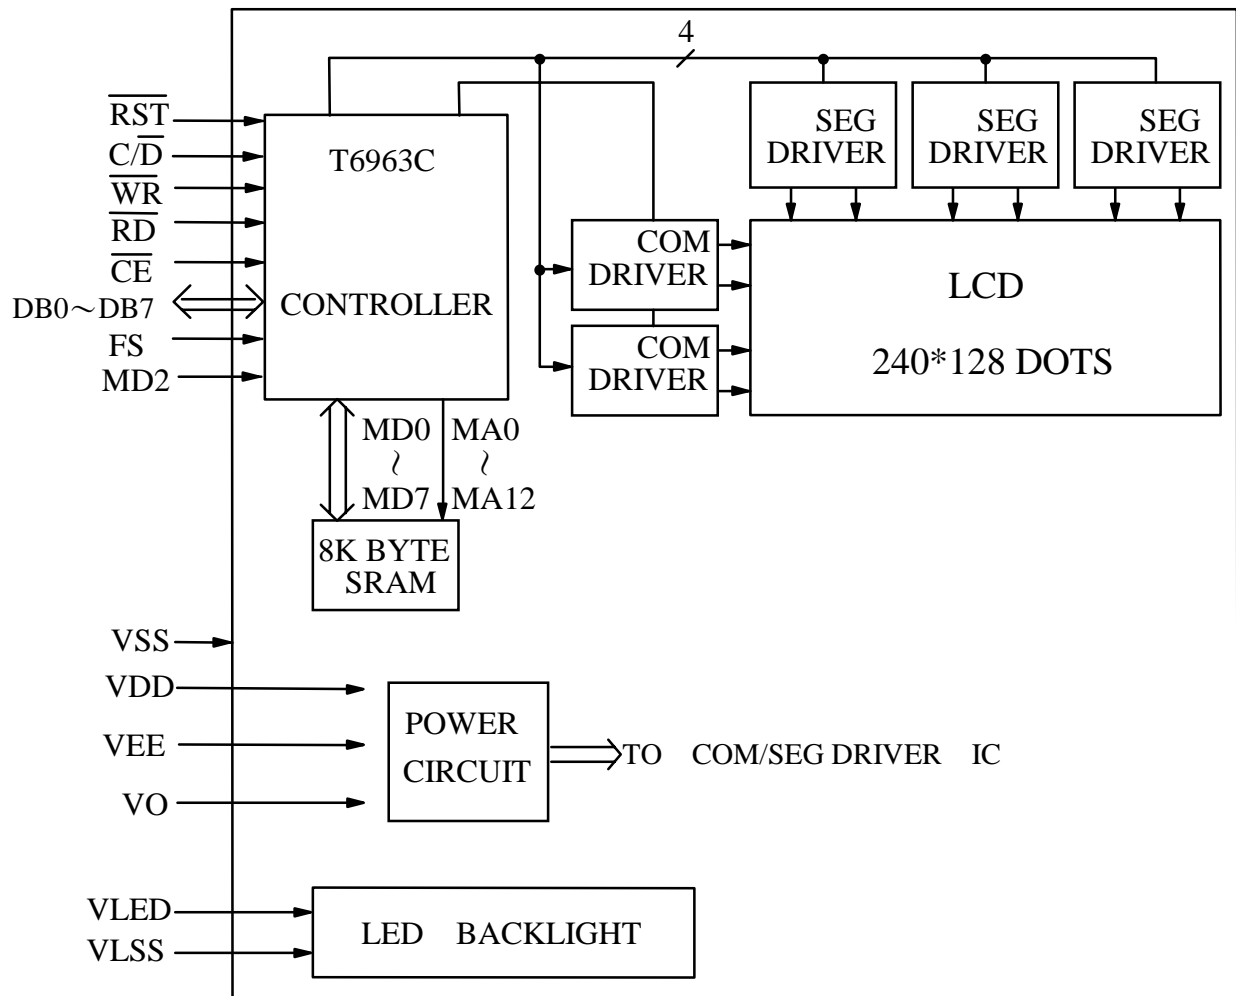 4
RST
C/D
WR
RD
CE
DB0～DB7
FS
MD2
T6963C
CONTROLLER
SEG
DRIVER
SEG
DRIVER
SEG
DRIVER
COM
DRIVER
COM
DRIVER
LCD
240*128 DOTS
MD0
～
MD7
MA0
～
MA12
8K BYTE
SRAM
VSS
VDD
VEE
VO
POWER
CIRCUIT
TO COM/SEG DRIVER IC
VLED
VLSS
LED BACKLIGHT